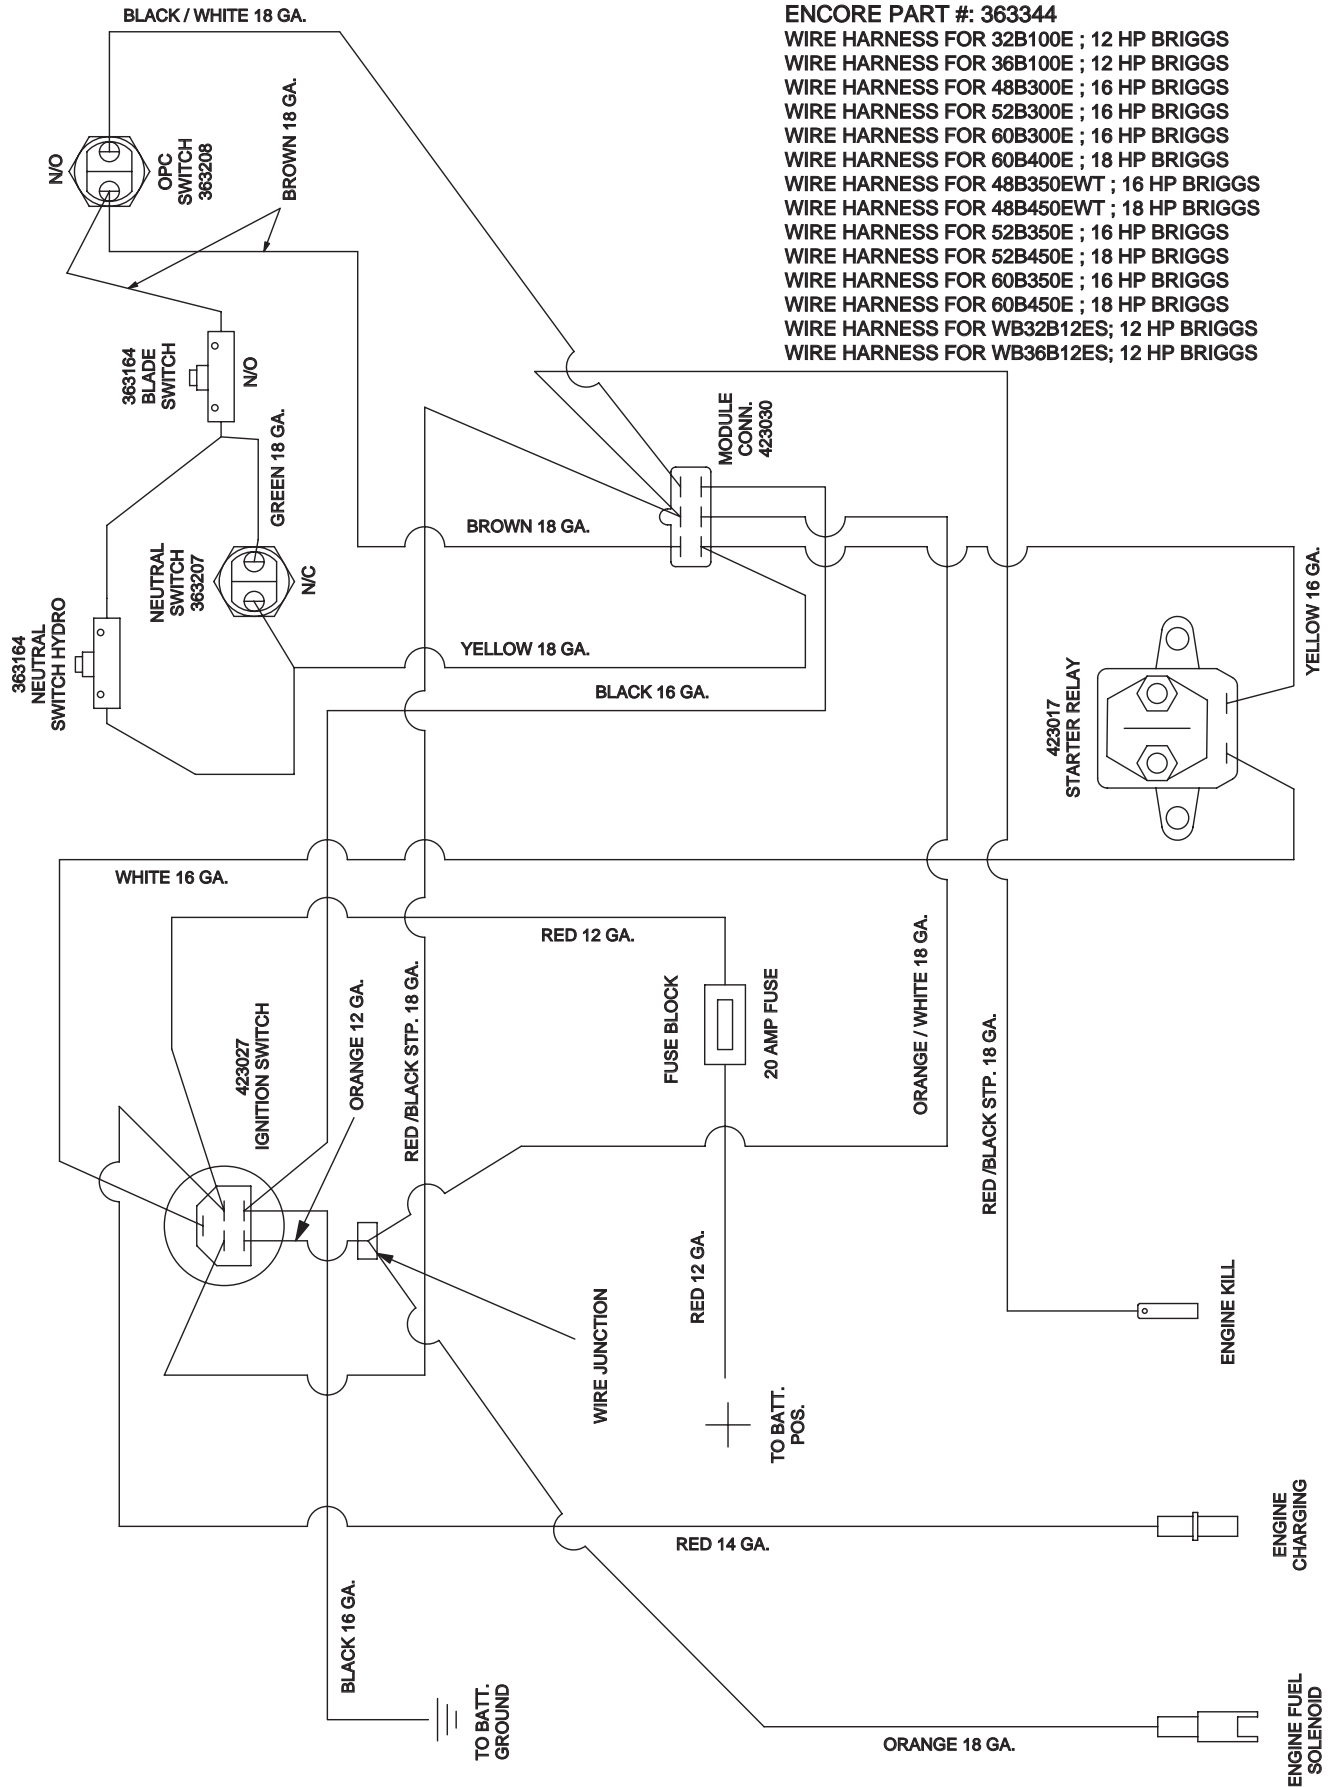 BLACK / WHITE 18 GA.
ENCORE PART #: 363344
WIRE HARNESS FOR 32B100E ; 12 HP BRIGGS
WIRE HARNESS FOR 36B100E ; 12 HP BRIGGS
WIRE HARNESS FOR 48B300E ; 16 HP BRIGGS
WIRE HARNESS FOR 52B300E ; 16 HP BRIGGS
WIRE HARNESS FOR 60B300E ; 16 HP BRIGGS
WIRE HARNESS FOR 60B400E ; 18 HP BRIGGS
WIRE HARNESS FOR 48B350EWT ; 16 HP BRIGGS
WIRE HARNESS FOR 48B450EWT ; 18 HP BRIGGS
WIRE HARNESS FOR 52B350E ; 16 HP BRIGGS
WIRE HARNESS FOR 52B450E ; 18 HP BRIGGS
WIRE HARNESS FOR 60B350E ; 16 HP BRIGGS
WIRE HARNESS FOR 60B450E ; 18 HP BRIGGS
WIRE HARNESS FOR WB32B12ES; 12 HP BRIGGS
WIRE HARNESS FOR WB36B12ES; 12 HP BRIGGS
N/O
OPC
SWITCH
363208
BROWN 18 GA.
363164
BLADE
SWITCH
N/O
GREEN 18 GA.
MODULE
CONN.
423030
BROWN 18 GA.
NEUTRAL
SWITCH
363207
N/C
363164
NEUTRAL
SWITCH HYDRO
YELLOW 18 GA.
BLACK 16 GA.
YELLOW 16 GA.
423017
STARTER RELAY
WHITE 16 GA.
RED 12 GA.
423027
IGNITION SWITCH
ORANGE 12 GA.
RED /BLACK STP. 18 GA.
FUSE BLOCK
20 AMP FUSE
ORANGE / WHITE 18 GA.
RED /BLACK STP. 18 GA.
RED 12 GA.
WIRE JUNCTION
ENGINE KILL
TO BATT.
POS.
RED 14 GA.
ENGINE
CHARGING
BLACK 16 GA.
TO BATT.
GROUND
ORANGE 18 GA.
ENGINE FUEL
SOLENOID